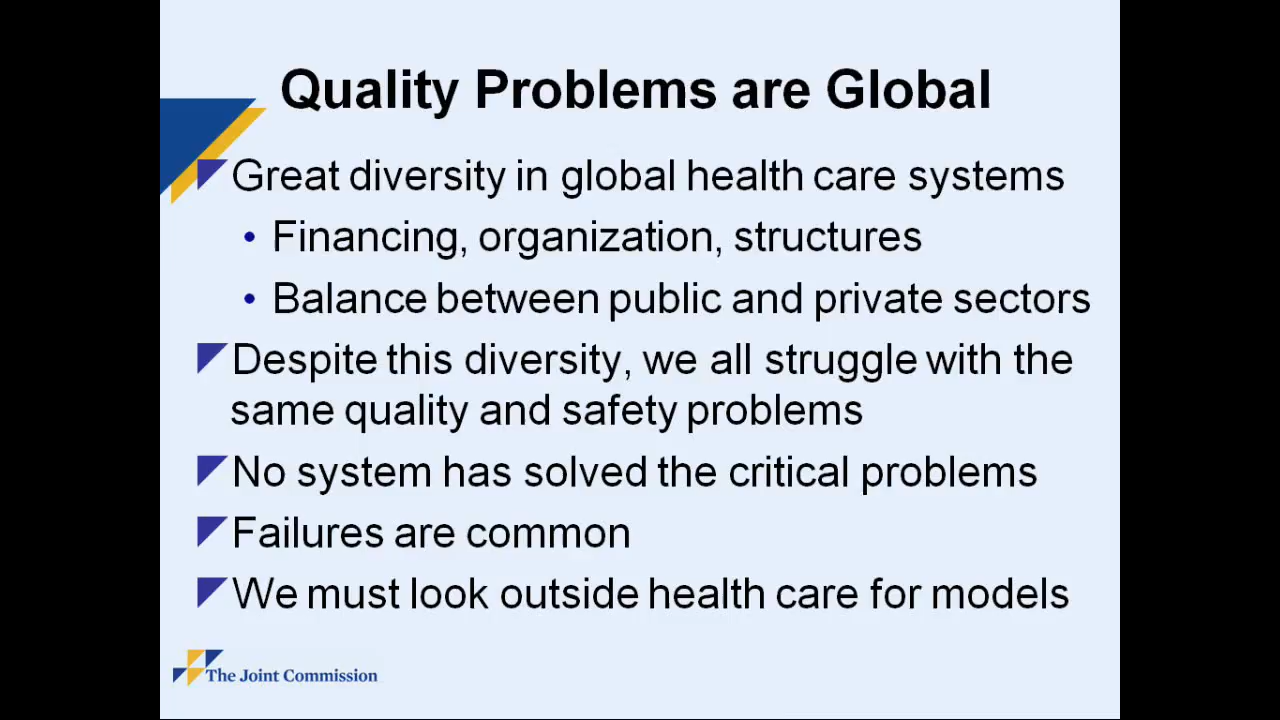 Quality Problems are Global
Great diversity in global health care systems
• Financing, organization, structures
• Balance between public and private sectors
Despite this diversity, we all struggle with the
same quality and safety problems
No system has solved the critical problems
Failures are common
We must look outside health care for models
The Joint Commission